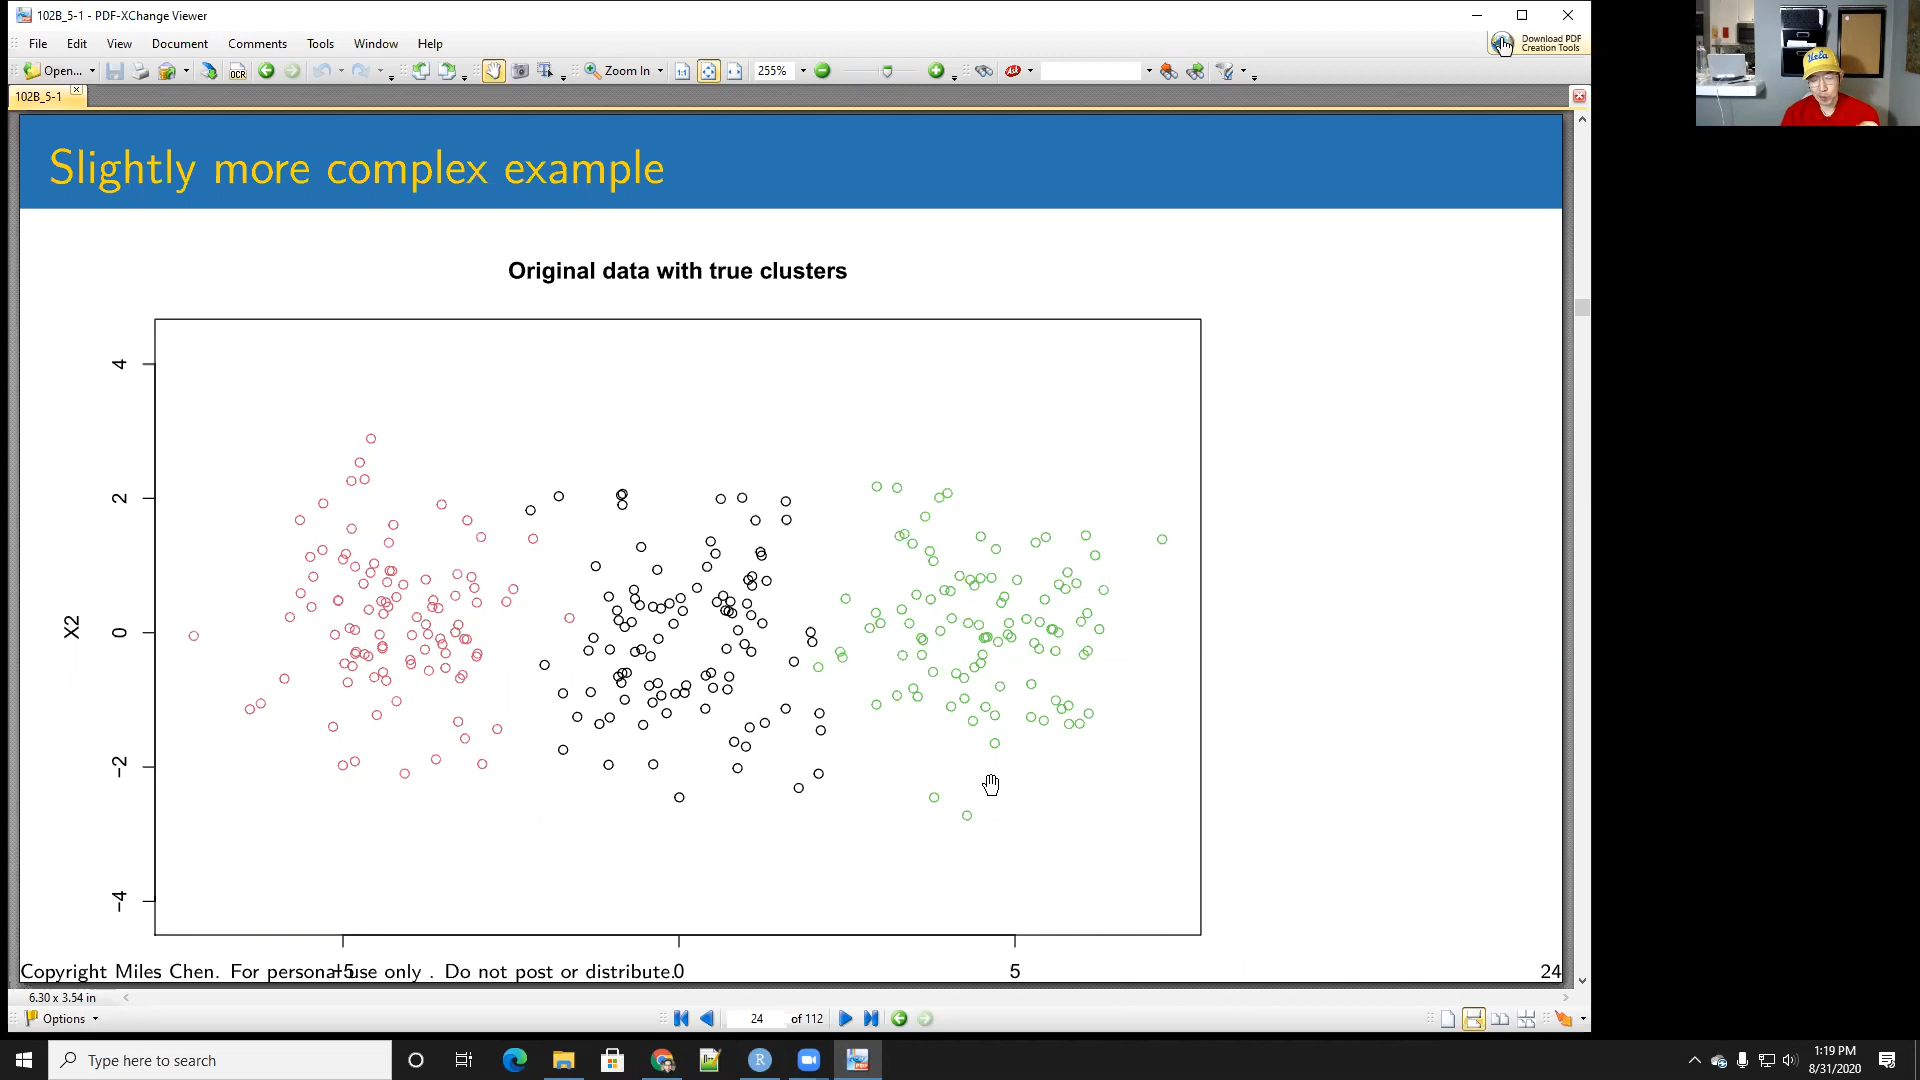 102B_5-1 - PDF-XChange Viewer
File Edit View Document Comments Tools Window Help
Download PDF
Creation Tools
Open... OCR Zoom In 255%
102B_5-1
Slightly more complex example
Original data with true clusters
4
2
0
−2
−4
X2
−5 0 5
Copyright Miles Chen. For personal use only . Do not post or distribute.
24
6.30 x 3.54 in
Options 24 of 112
Type here to search
1:19 PM
8/31/2020